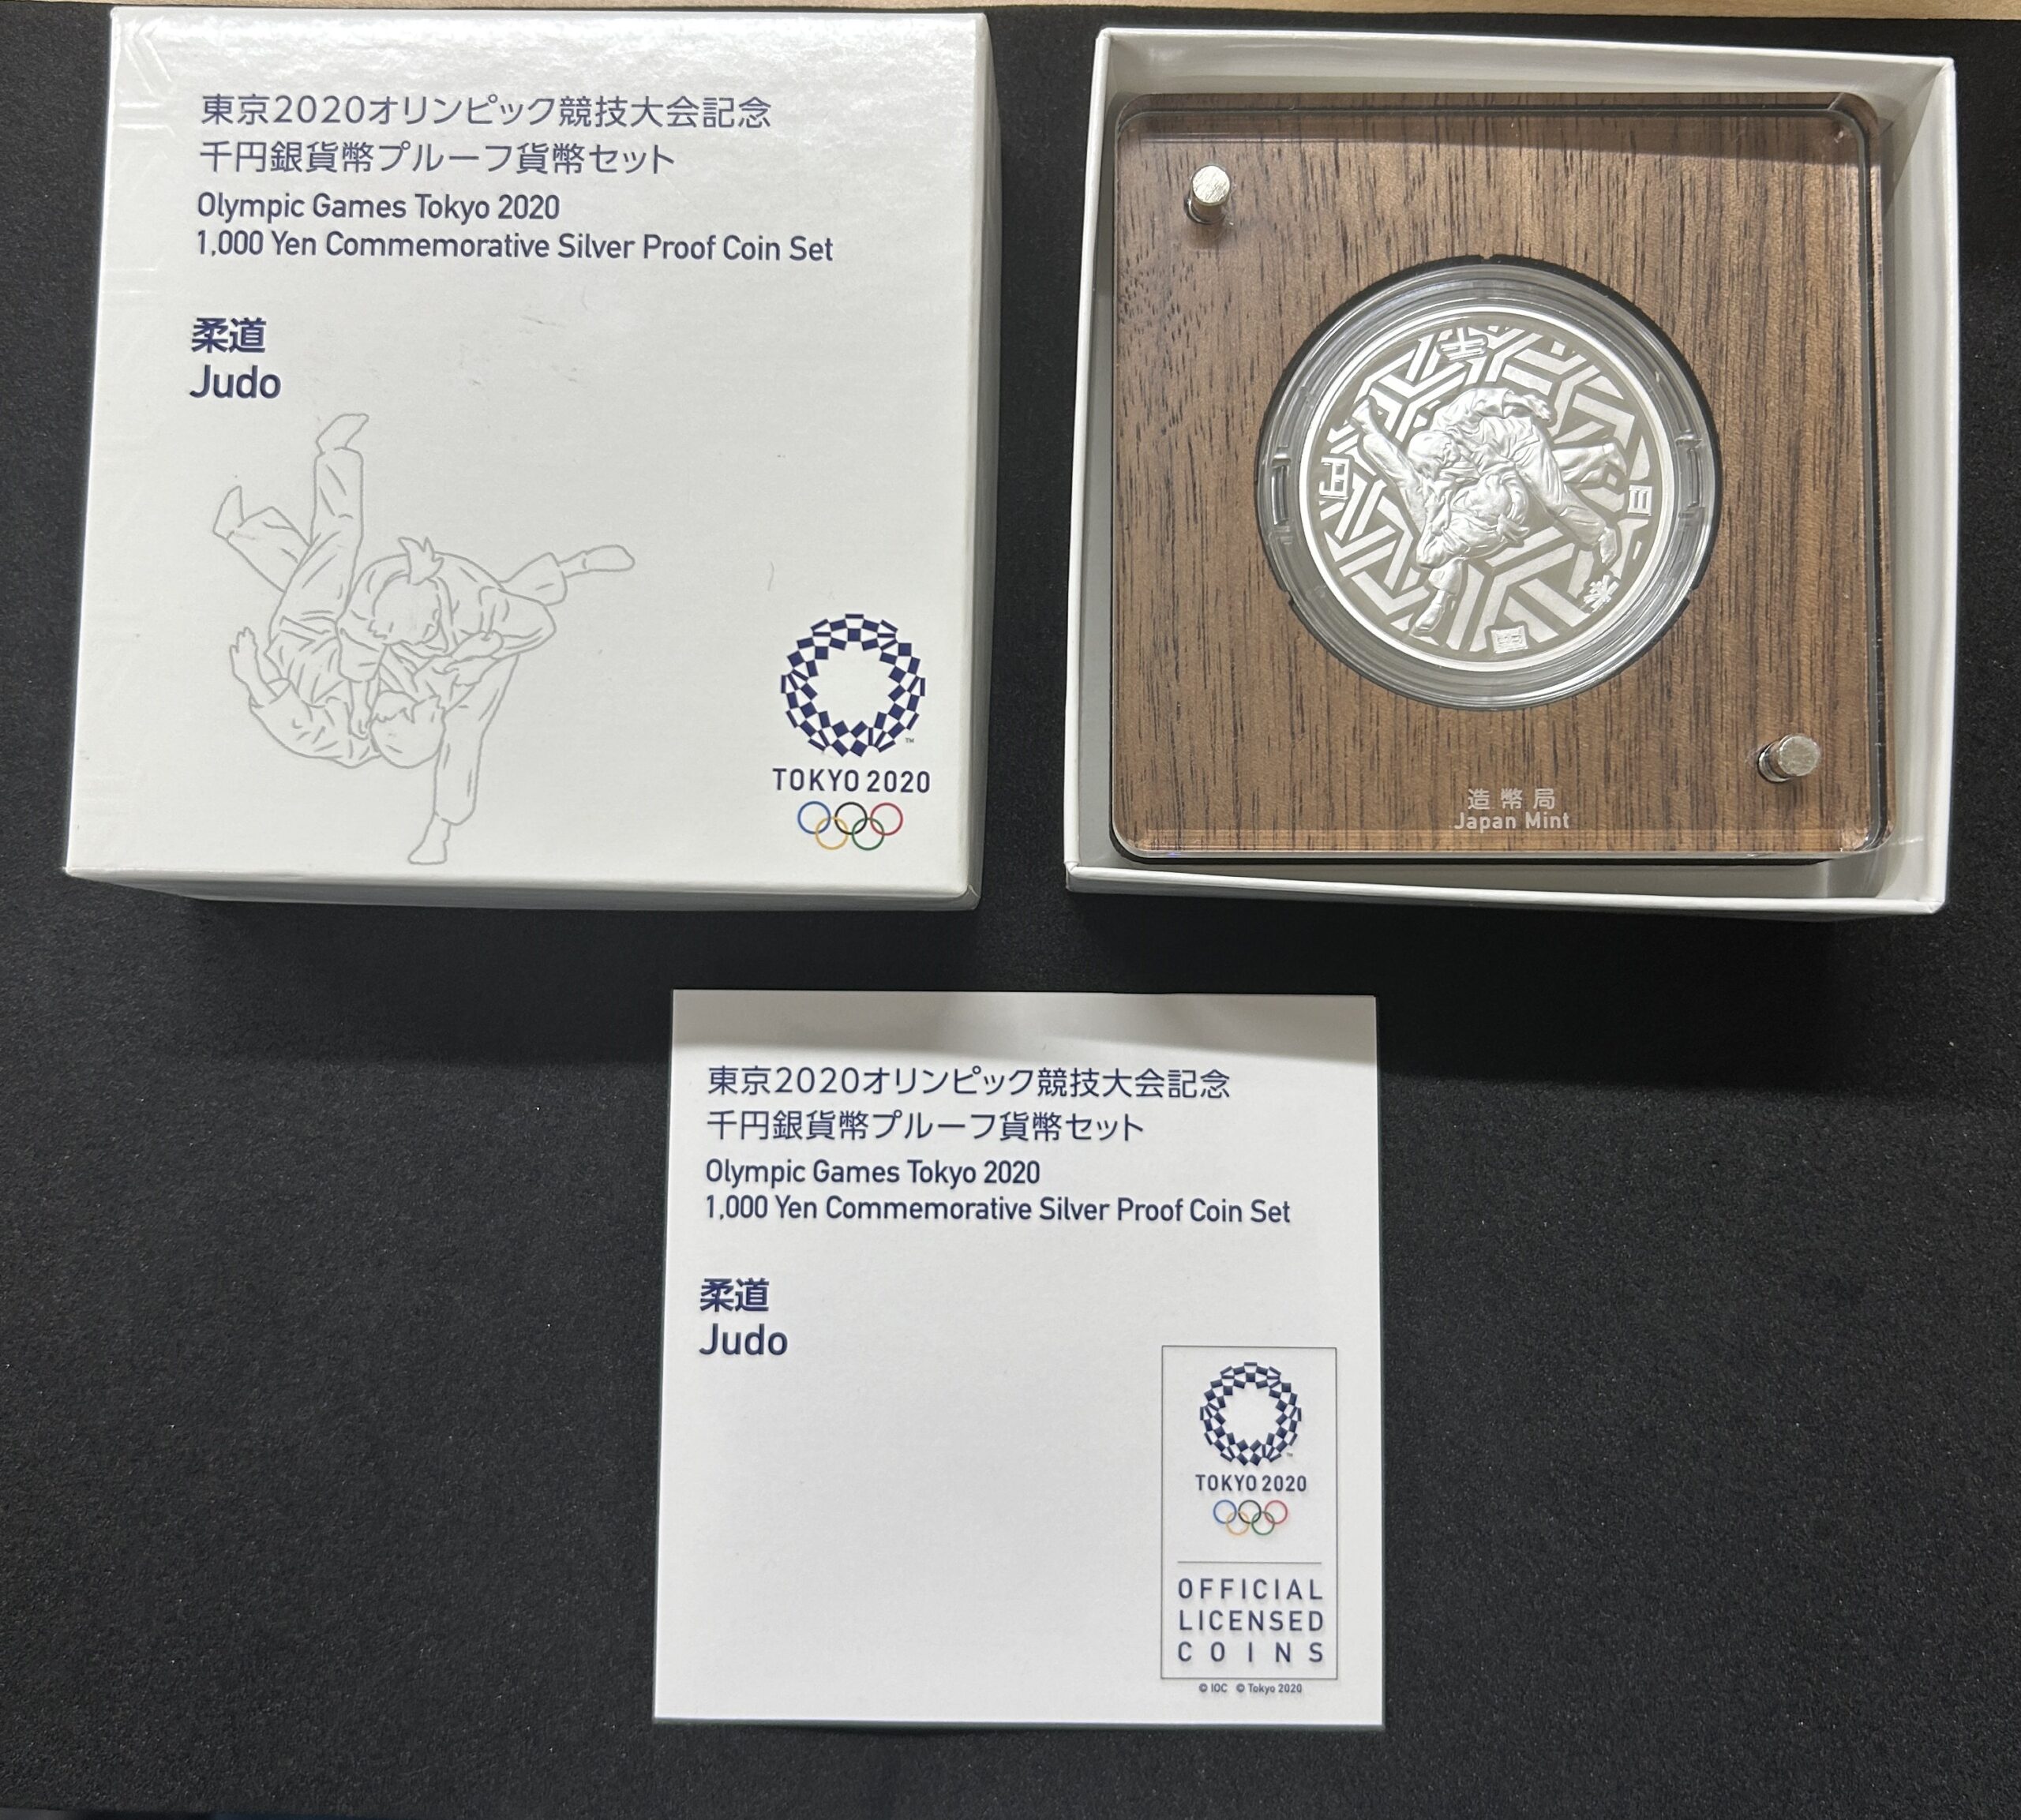 東京2020オリンピック競技大会記念
千円銀貨幣プルーフ貨幣セット
Olympic Games Tokyo 2020
1,000 Yen Commemorative Silver Proof Coin Set
柔道
Judo
TM
TOKYO 2020
千
円
日
造幣局
Japan Mint
東京2020オリンピック競技大会記念
千円銀貨幣プルーフ貨幣セット
Olympic Games Tokyo 2020
1,000 Yen Commemorative Silver Proof Coin Set
柔道
Judo
TOKYO 2020
OFFICIAL
LICENSED
COINS
© IOC © Tokyo 2020